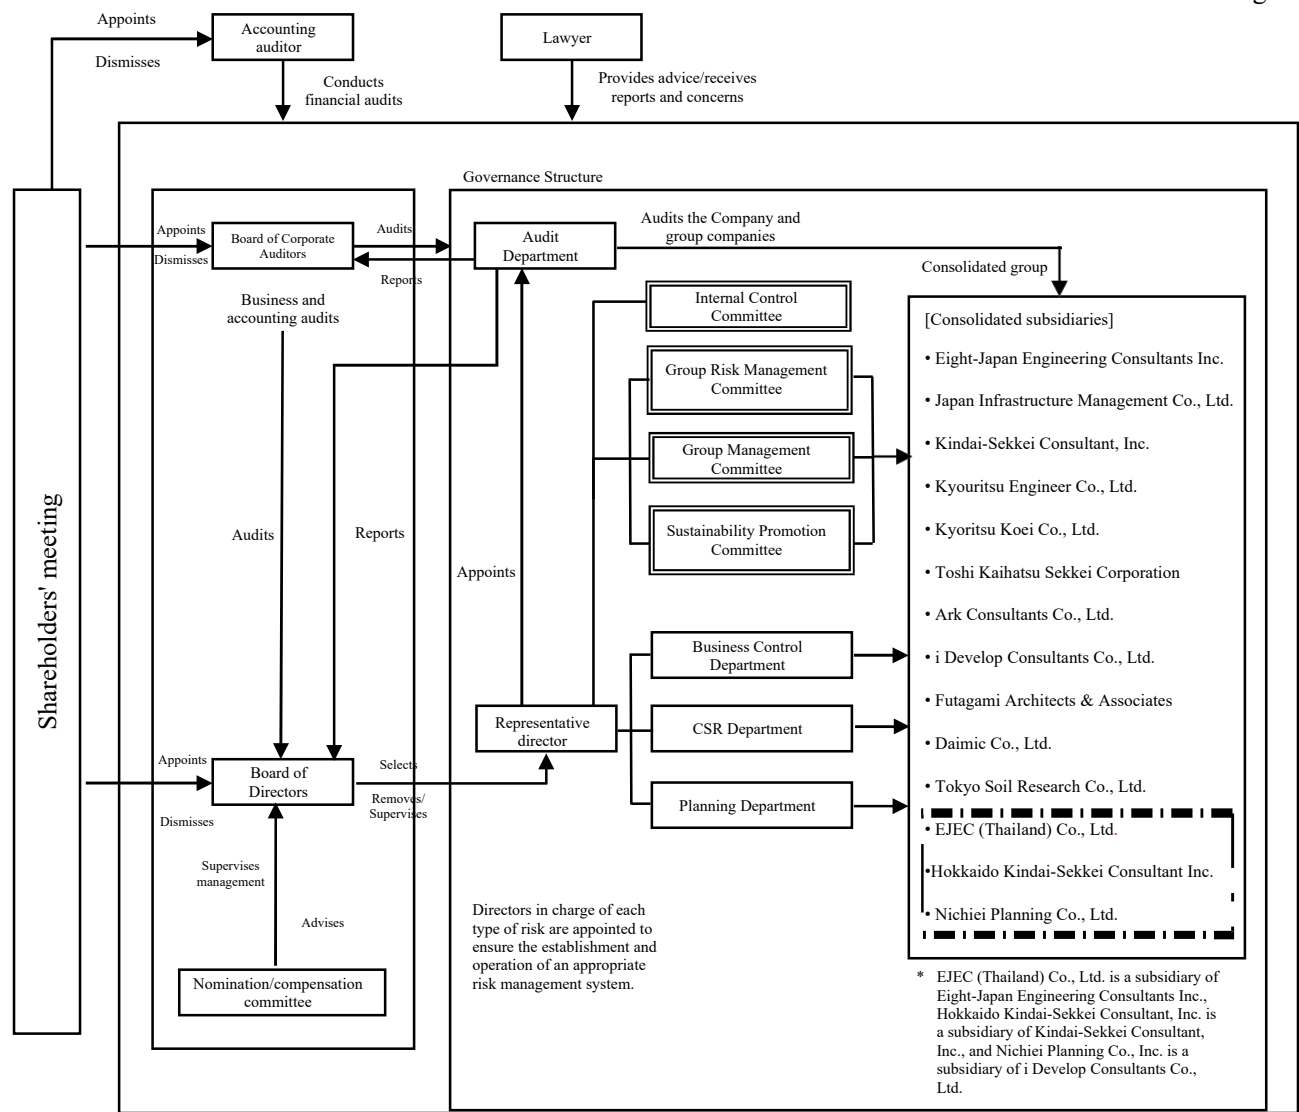 g
Appoints
Dismisses
Accounting
auditor
Lawyer
Conducts
financial audits
Provides advice/receives
reports and concerns
Governance Structure
Shareholders' meeting
Appoints
Dismisses
Board of Corporate
Auditors
Audits
Reports
Audit
Department
Audits the Company and
group companies
Consolidated group
Business and
accounting audits
Internal Control
Committee
Group Risk Management
Committee
Group Management
Committee
Sustainability Promotion
Committee
Audits
Reports
Appoints
Business Control
Department
Representative
director
CSR Department
Planning Department
Appoints
Dismisses
Board of
Directors
Selects
Removes/
Supervises
Supervises
management
Advises
Nomination/compensation
committee
Directors in charge of each
type of risk are appointed to
ensure the establishment and
operation of an appropriate
risk management system.
[Consolidated subsidiaries]
• Eight-Japan Engineering Consultants Inc.
• Japan Infrastructure Management Co., Ltd.
• Kindai-Sekkei Consultant, Inc.
• Kyouritsu Engineer Co., Ltd.
• Kyoritsu Koei Co., Ltd.
• Toshi Kaihatsu Sekkei Corporation
• Ark Consultants Co., Ltd.
• i Develop Consultants Co., Ltd.
• Futagami Architects & Associates
• Daimic Co., Ltd.
• Tokyo Soil Research Co., Ltd.
• EJEC (Thailand) Co., Ltd.
•Hokkaido Kindai-Sekkei Consultant Inc.
• Nichiei Planning Co., Ltd.
* EJEC (Thailand) Co., Ltd. is a subsidiary of
Eight-Japan Engineering Consultants Inc.,
Hokkaido Kindai-Sekkei Consultant, Inc. is
a subsidiary of Kindai-Sekkei Consultant,
Inc., and Nichiei Planning Co., Inc. is a
subsidiary of i Develop Consultants Co.,
Ltd.